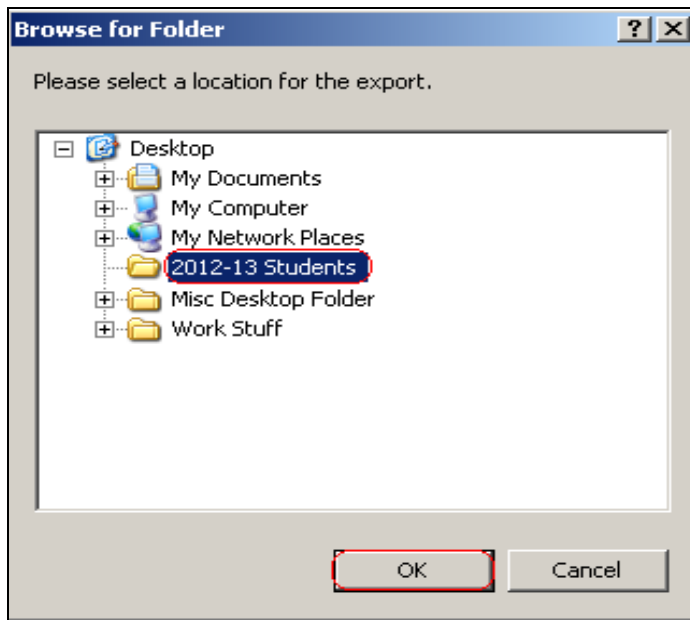 Browse for Folder
Please select a location for the export.
Desktop
My Documents
My Computer
My Network Places
2012-13 Students
Misc Desktop Folder
Work Stuff
OK Cancel